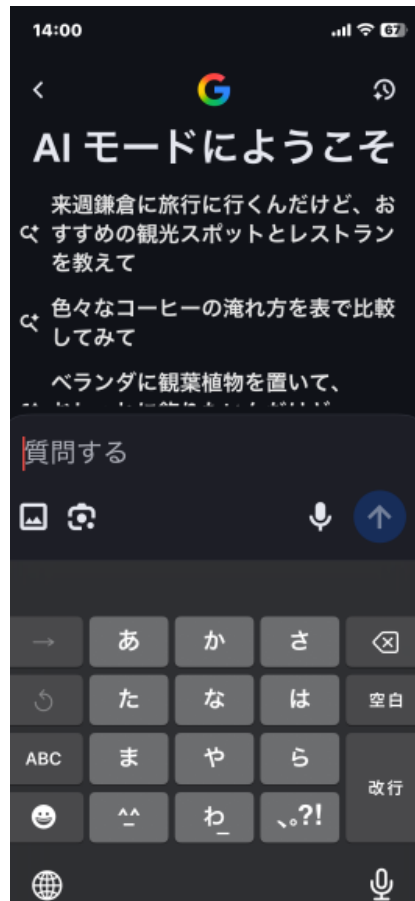 14:00
67
AI モードにようこそ
来週鎌倉に旅行に行くんだけど、お
すすめの観光スポットとレストラン
を教えて
色々なコーヒーの淹れ方を表で比較
してみて
ベランダに観葉植物を置いて、
質問する
→ あ か さ
た な は 空白
ABC ま や ら
改行
^_^ わ_ 、。?!